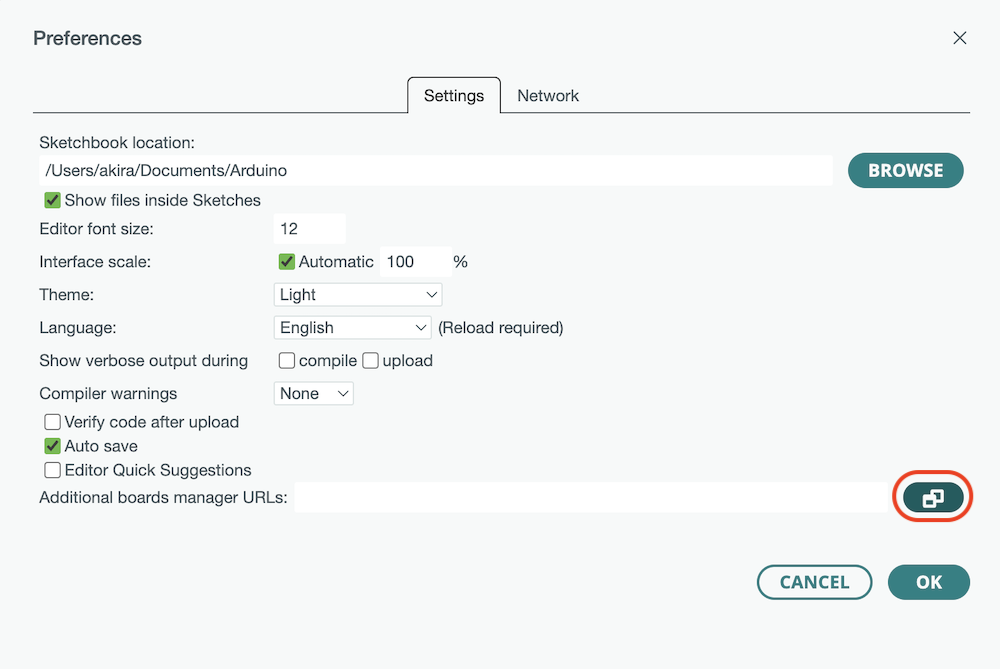 Preferences
Settings Network
Sketchbook location:
/Users/akira/Documents/Arduino
BROWSE
Show files inside Sketches
Editor font size: 12
Interface scale: Automatic 100 %
Theme: Light
Language: English (Reload required)
Show verbose output during compile upload
Compiler warnings None
Verify code after upload
Auto save
Editor Quick Suggestions
Additional boards manager URLs:
CANCEL OK